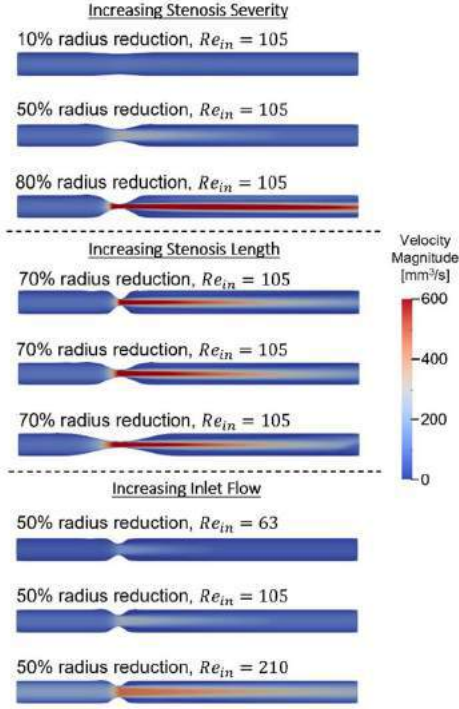 Increasing Stenosis Severity
10% radius reduction, Re_in = 105
50% radius reduction, Re_in = 105
80% radius reduction, Re_in = 105
Increasing Stenosis Length
70% radius reduction, Re_in = 105
70% radius reduction, Re_in = 105
70% radius reduction, Re_in = 105
Velocity
Magnitude
[mm³/s]
600
400
200
0
Increasing Inlet Flow
50% radius reduction, Re_in = 63
50% radius reduction, Re_in = 105
50% radius reduction, Re_in = 210